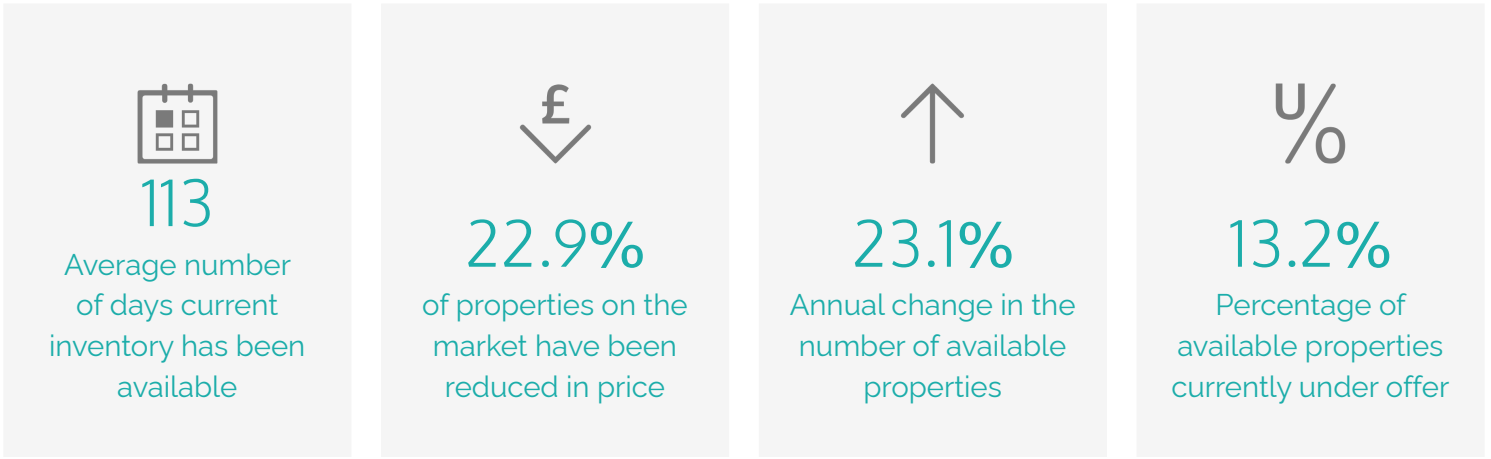 113
Average number
of days current
inventory has been
available
£
22.9%
of properties on the
market have been
reduced in price
23.1%
Annual change in the
number of available
properties
U/O
13.2%
Percentage of
available properties
currently under offer